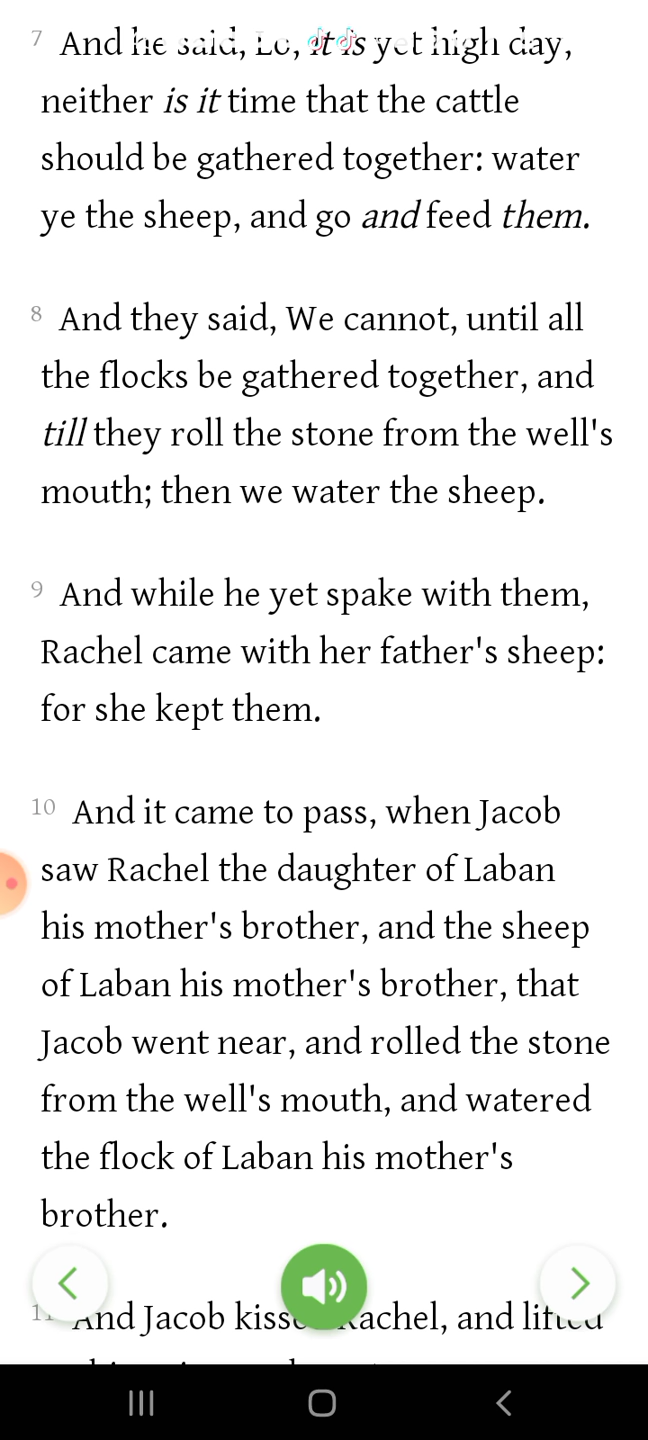 7 And he said, Lo, it is yet high day,
neither is it time that the cattle
should be gathered together: water
ye the sheep, and go and feed them.
8 And they said, We cannot, until all
the flocks be gathered together, and
till they roll the stone from the well's
mouth; then we water the sheep.
9 And while he yet spake with them,
Rachel came with her father's sheep:
for she kept them.
10 And it came to pass, when Jacob
saw Rachel the daughter of Laban
his mother's brother, and the sheep
of Laban his mother's brother, that
Jacob went near, and rolled the stone
from the well's mouth, and watered
the flock of Laban his mother's
brother.
11 And Jacob kissed Rachel, and lifted